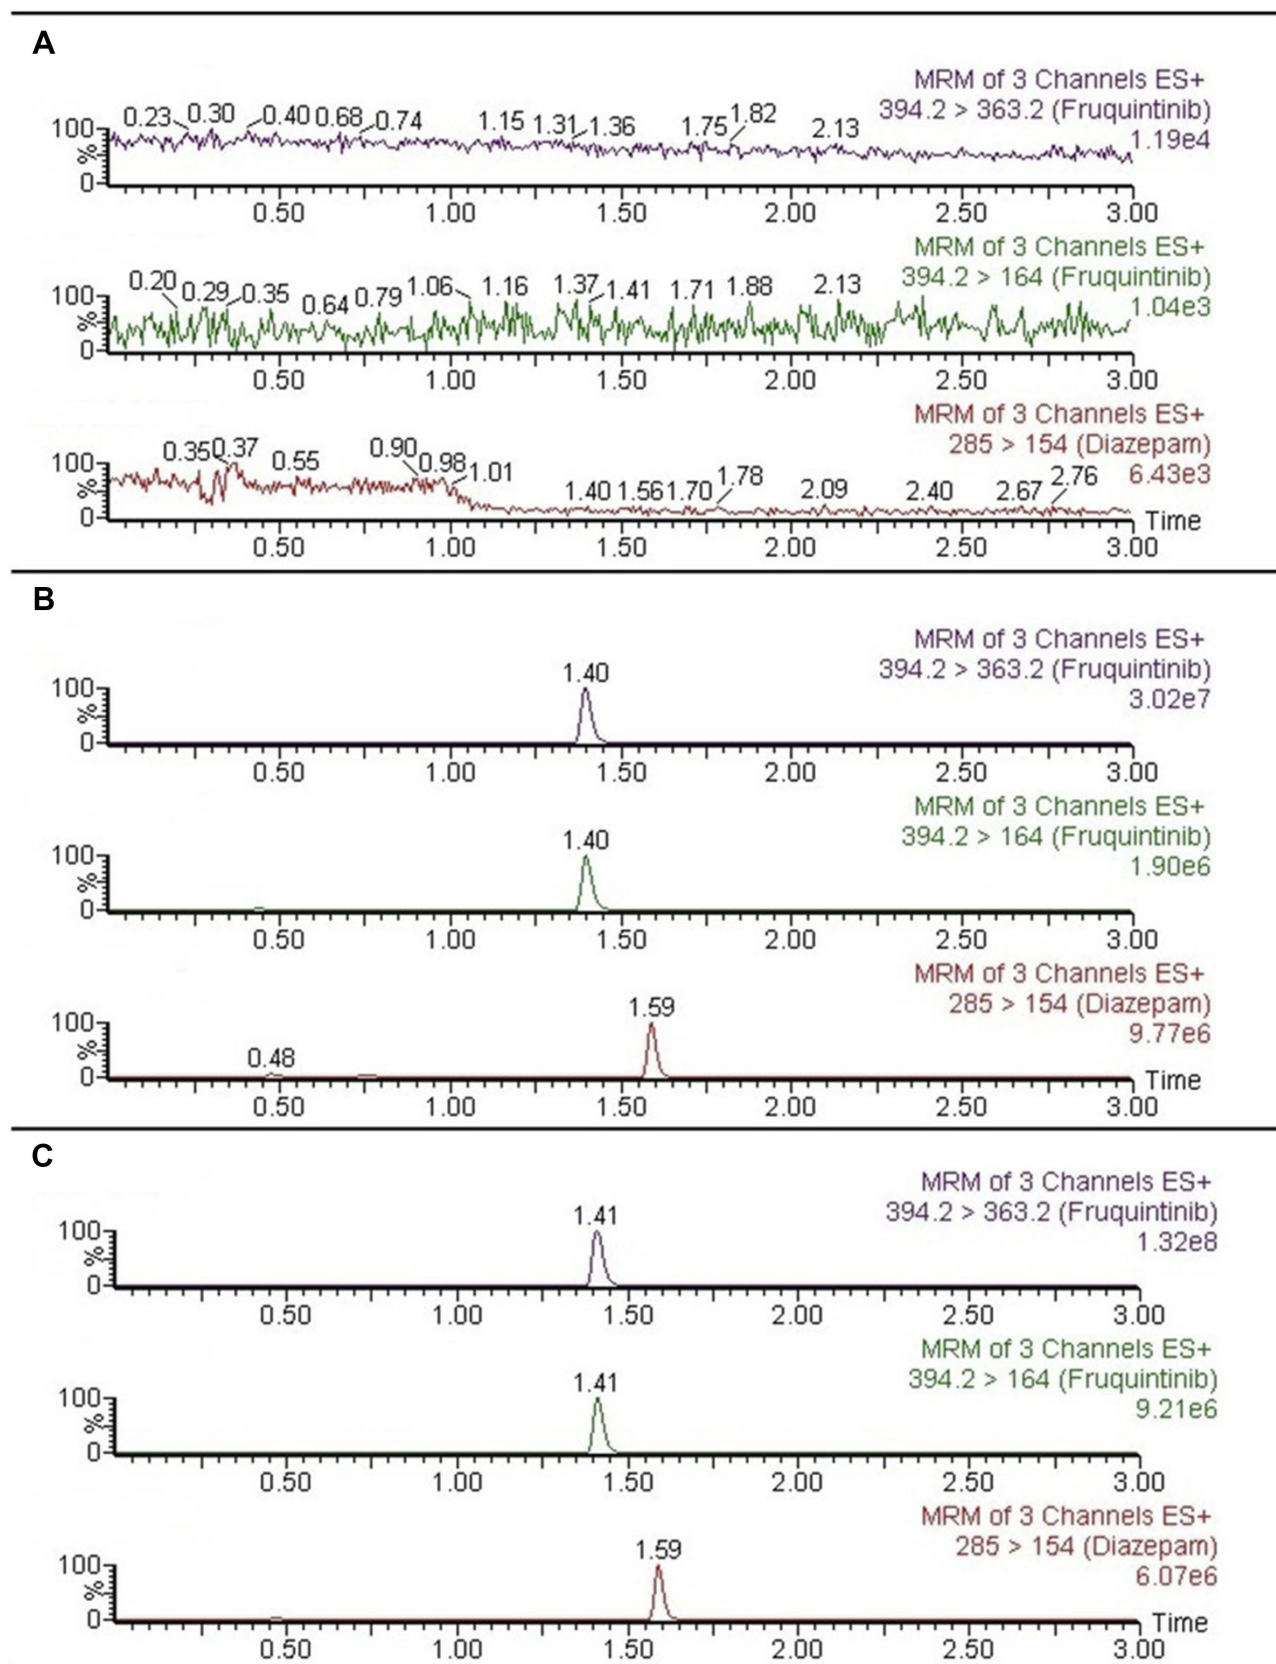 A
MRM of 3 Channels ES+
394.2 > 363.2 (Fruquintinib)
1.19e4
0.23 0.30 0.40 0.68 0.74 1.15 1.31 1.36 1.75 1.82 2.13
100
%
0
0.50 1.00 1.50 2.00 2.50 3.00
MRM of 3 Channels ES+
394.2 > 164 (Fruquintinib)
1.04e3
0.20 0.29 0.35 0.64 0.79 1.06 1.16 1.37 1.41 1.71 1.88 2.13
100
%
0
0.50 1.00 1.50 2.00 2.50 3.00
MRM of 3 Channels ES+
285 > 154 (Diazepam)
6.43e3
0.35 0.37 0.55 0.90 0.98 1.01 1.40 1.56 1.70 1.78 2.09 2.40 2.67 2.76
100
%
0
Time
0.50 1.00 1.50 2.00 2.50 3.00
B
MRM of 3 Channels ES+
394.2 > 363.2 (Fruquintinib)
3.02e7
1.40
100
%
0
0.50 1.00 1.50 2.00 2.50 3.00
MRM of 3 Channels ES+
394.2 > 164 (Fruquintinib)
1.90e6
1.40
100
%
0
0.50 1.00 1.50 2.00 2.50 3.00
MRM of 3 Channels ES+
285 > 154 (Diazepam)
9.77e6
1.59
0.48
100
%
0
Time
0.50 1.00 1.50 2.00 2.50 3.00
C
MRM of 3 Channels ES+
394.2 > 363.2 (Fruquintinib)
1.32e8
1.41
100
%
0
0.50 1.00 1.50 2.00 2.50 3.00
MRM of 3 Channels ES+
394.2 > 164 (Fruquintinib)
9.21e6
1.41
100
%
0
0.50 1.00 1.50 2.00 2.50 3.00
MRM of 3 Channels ES+
285 > 154 (Diazepam)
6.07e6
1.59
100
%
0
Time
0.50 1.00 1.50 2.00 2.50 3.00